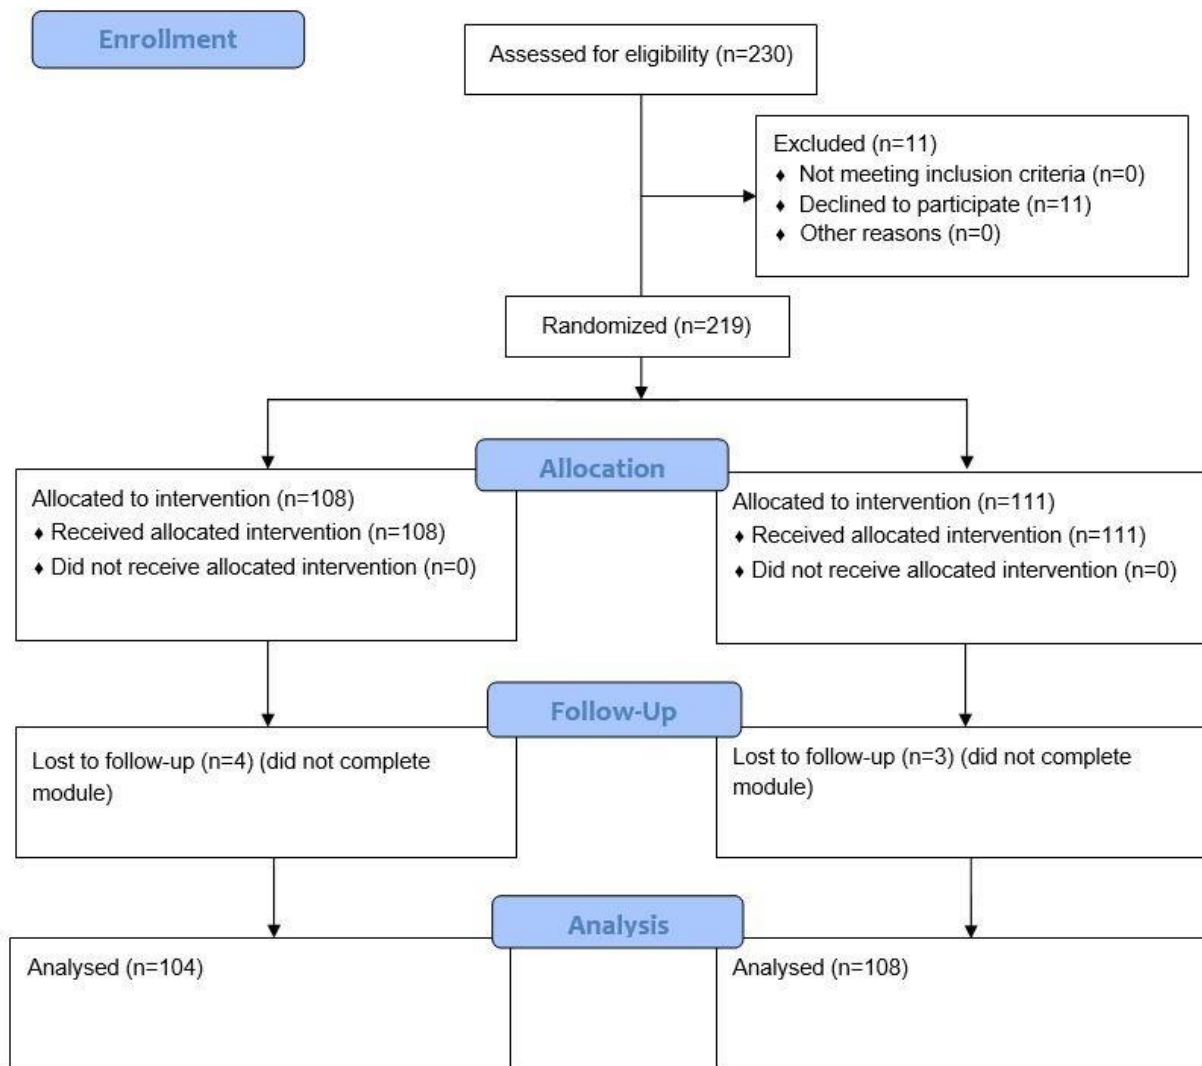 Enrollment
Assessed for eligibility (n=230)
Excluded (n=11)
♦ Not meeting inclusion criteria (n=0)
♦ Declined to participate (n=11)
♦ Other reasons (n=0)
Randomized (n=219)
Allocation
Allocated to intervention (n=108)
♦ Received allocated intervention (n=108)
♦ Did not receive allocated intervention (n=0)
Allocated to intervention (n=111)
♦ Received allocated intervention (n=111)
♦ Did not receive allocated intervention (n=0)
Follow-Up
Lost to follow-up (n=4) (did not complete
module)
Lost to follow-up (n=3) (did not complete
module)
Analysis
Analysed (n=104)
Analysed (n=108)